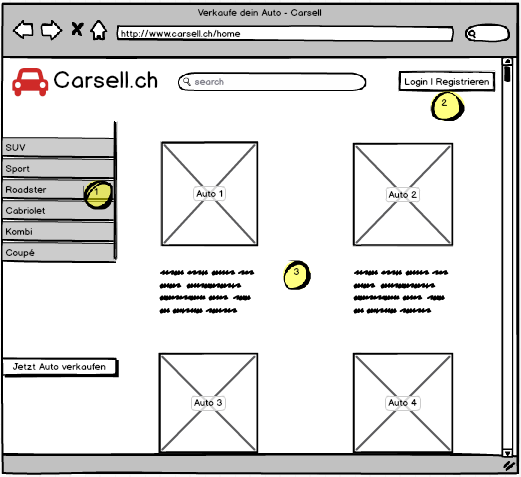 Verkaufe dein Auto - Carsell
http://www.carsell.ch/home
Carsell.ch
search
Login | Registrieren
2
SUV
Sport
Roadster
1
Cabriolet
Kombi
Coupé
Auto 1
Auto 2
3
Jetzt Auto verkaufen
Auto 3
Auto 4